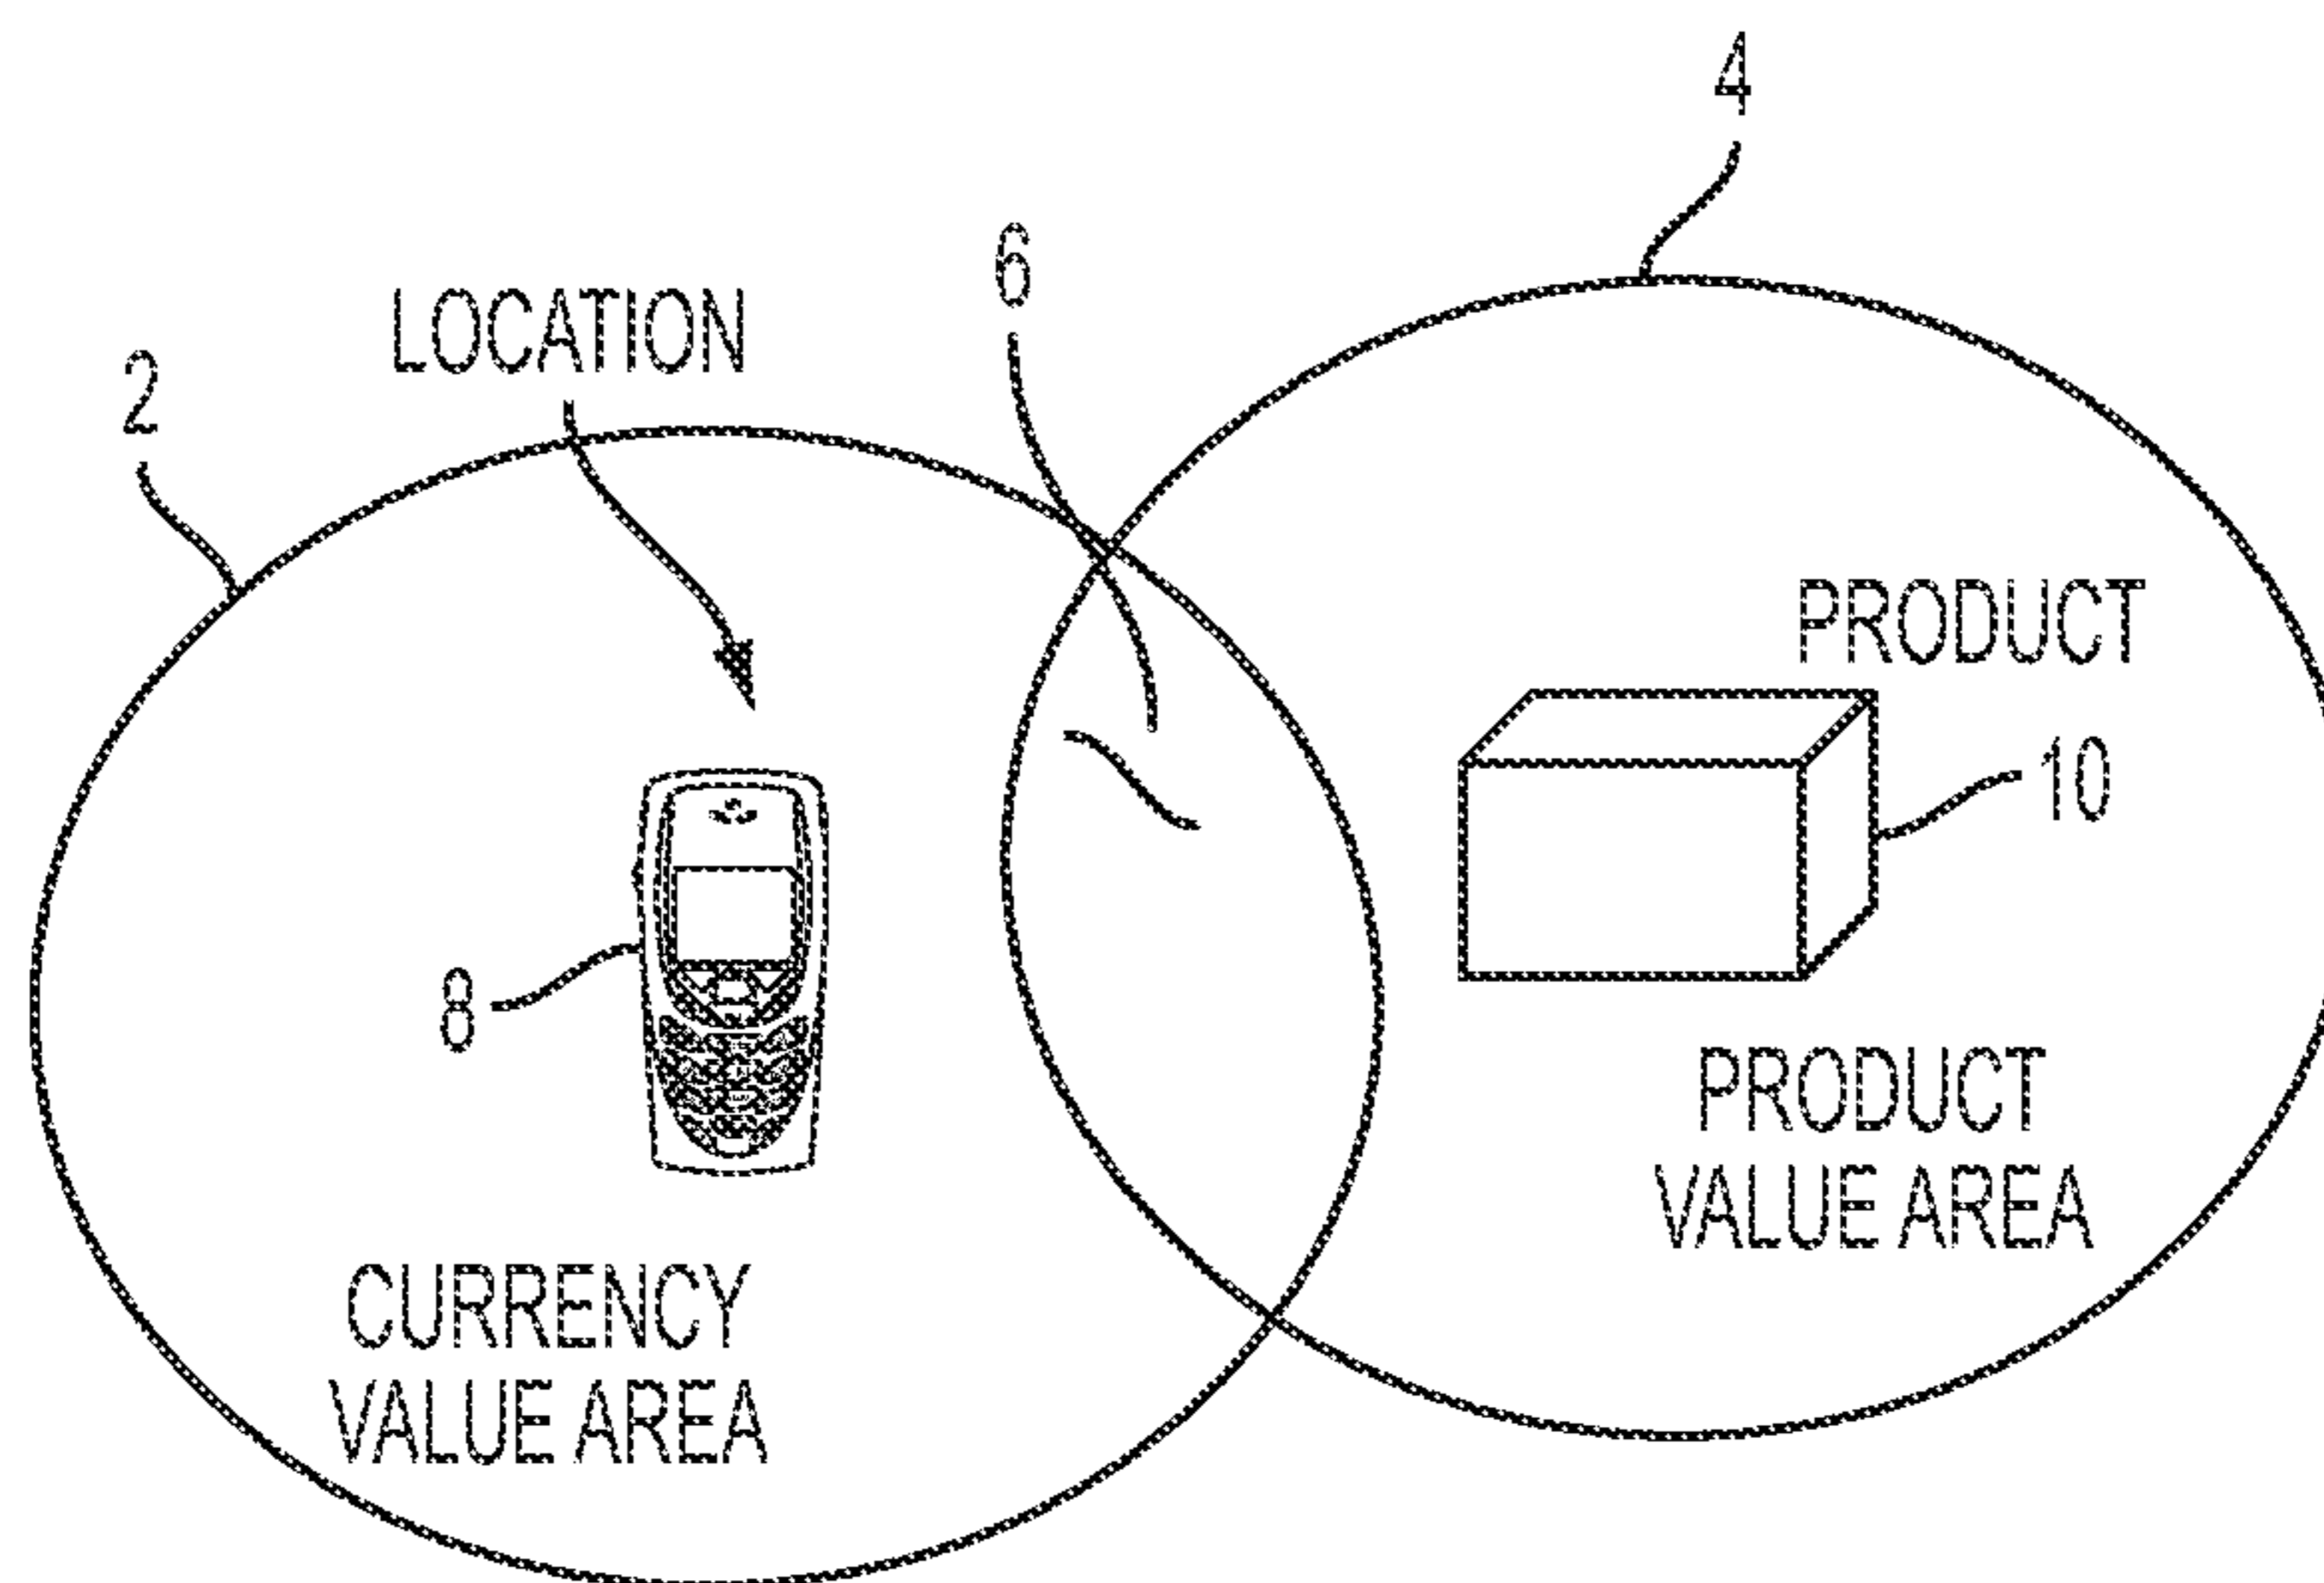 4
6
LOCATION
2
PRODUCT
10
8
PRODUCT
VALUE AREA
CURRENCY
VALUE AREA